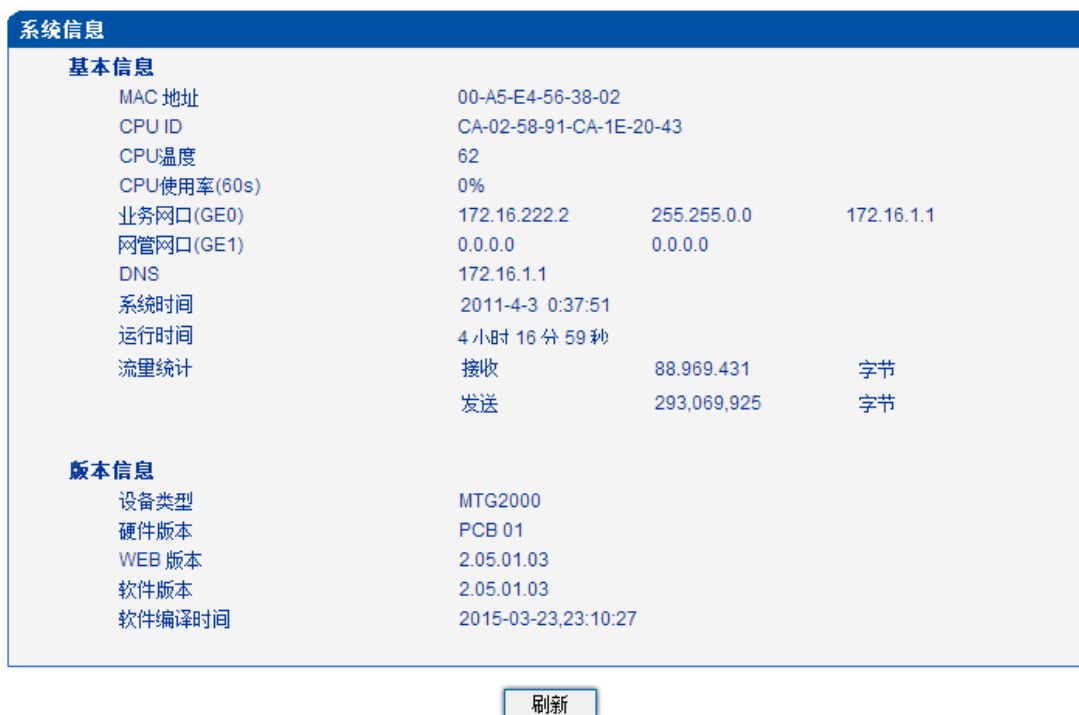 系统信息
基本信息
MAC 地址 00-A5-E4-56-38-02
CPU ID CA-02-58-91-CA-1E-20-43
CPU温度 62
CPU使用率(60s) 0%
业务网口(GE0) 172.16.222.2 255.255.0.0 172.16.1.1
网管网口(GE1) 0.0.0.0 0.0.0.0
DNS 172.16.1.1
系统时间 2011-4-3 0:37:51
运行时间 4 小时 16 分 59 秒
流量统计 接收 88.969.431 字节
发送 293,069,925 字节
版本信息
设备类型 MTG2000
硬件版本 PCB 01
WEB 版本 2.05.01.03
软件版本 2.05.01.03
软件编译时间 2015-03-23,23:10:27
刷新